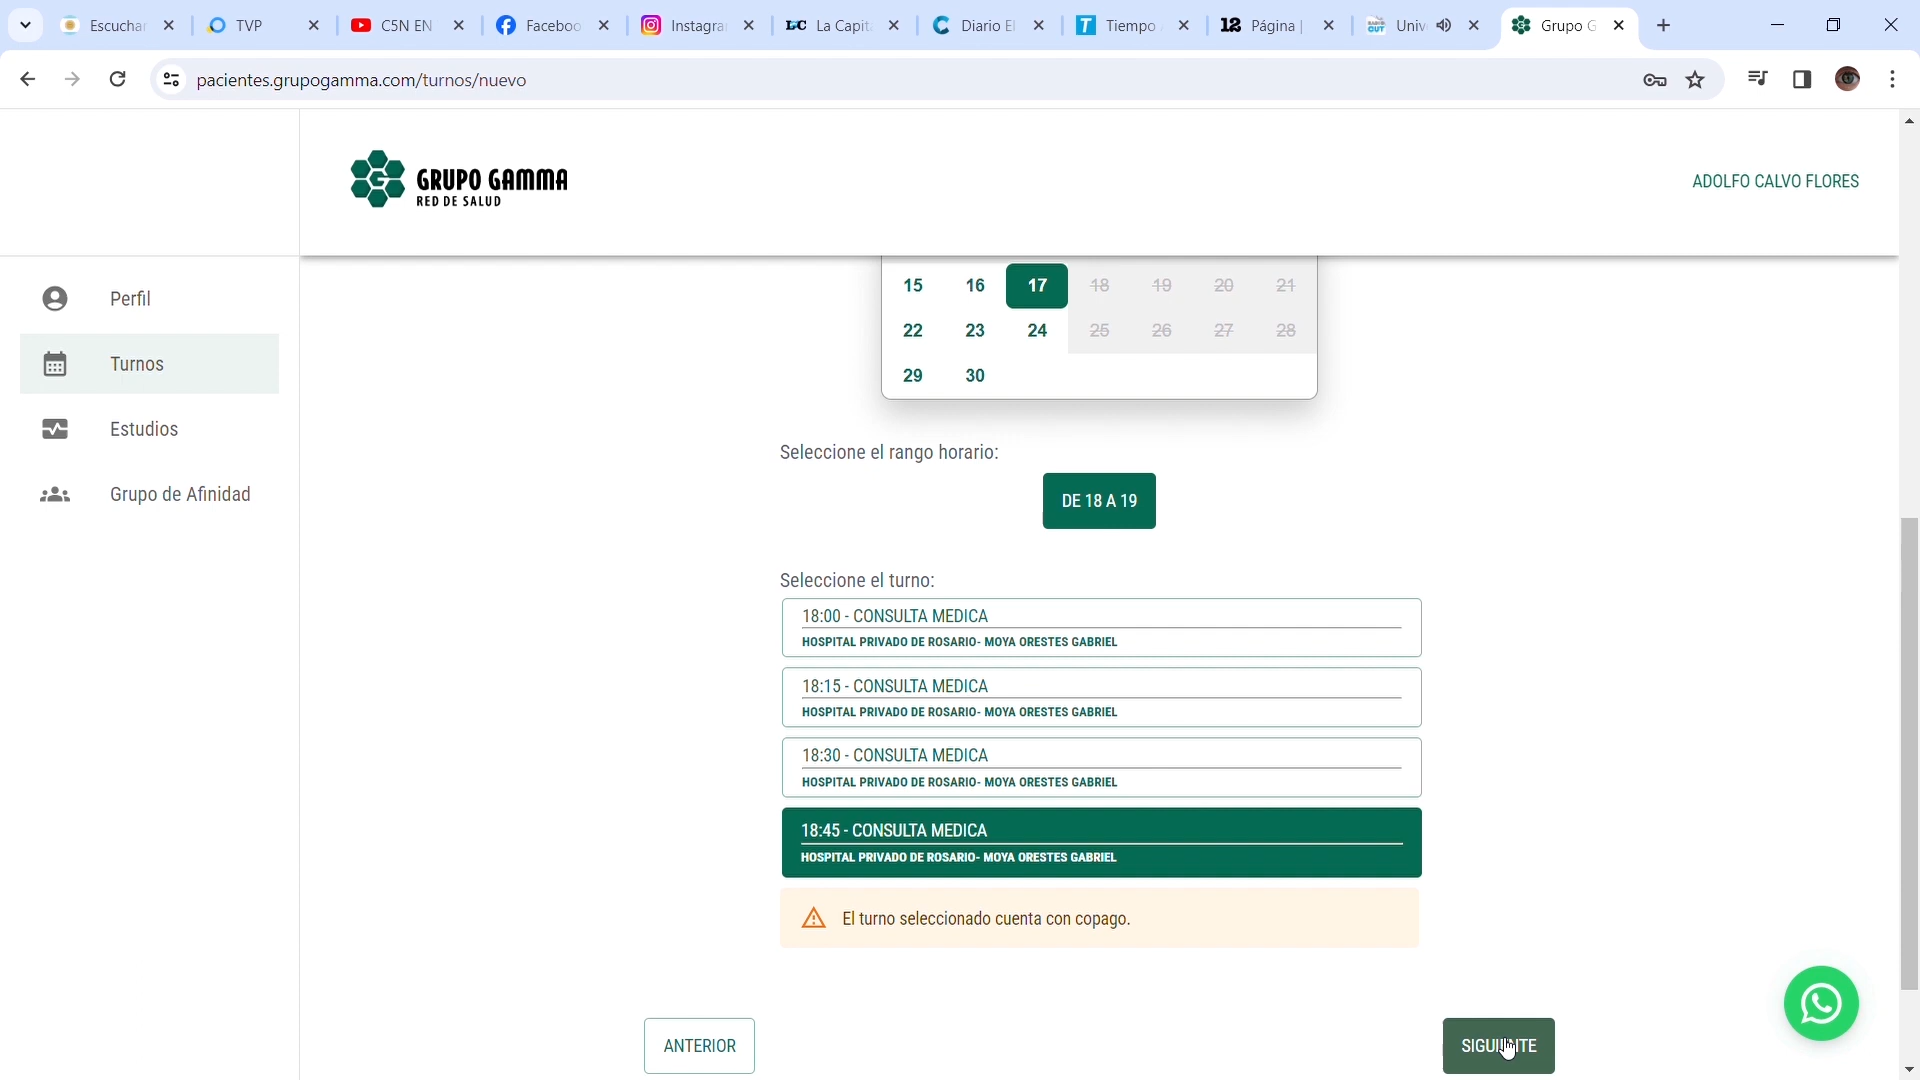 Escuchar
TVP
C5N EN
Faceboo
Instagra
LC La Capit
Diario El
T Tiempo
12 Página |
Univ
Grupo G
pacientes.grupogamma.com/turnos/nuevo
GRUPO GAMMA
RED DE SALUD
ADOLFO CALVO FLORES
Perfil
Turnos
Estudios
Grupo de Afinidad
15 16 17 18 19 20 21
22 23 24 25 26 27 28
29 30
Seleccione el rango horario:
DE 18 A 19
Seleccione el turno:
18:00 - CONSULTA MEDICA
HOSPITAL PRIVADO DE ROSARIO- MOYA ORESTES GABRIEL
18:15 - CONSULTA MEDICA
HOSPITAL PRIVADO DE ROSARIO- MOYA ORESTES GABRIEL
18:30 - CONSULTA MEDICA
HOSPITAL PRIVADO DE ROSARIO- MOYA ORESTES GABRIEL
18:45 - CONSULTA MEDICA
HOSPITAL PRIVADO DE ROSARIO- MOYA ORESTES GABRIEL
El turno seleccionado cuenta con copago.
ANTERIOR
SIGUIENTE